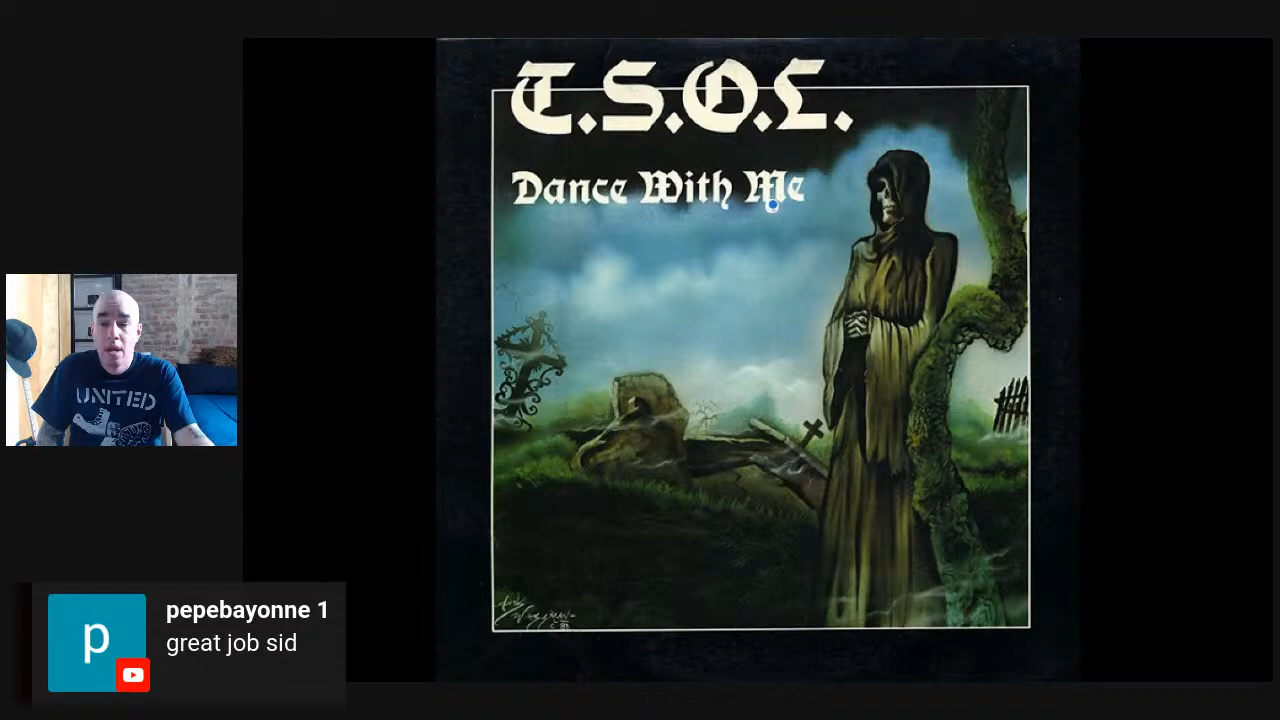 T.S.O.L.
Dance With Me
UNITED
p
pepebayonne 1
great job sid